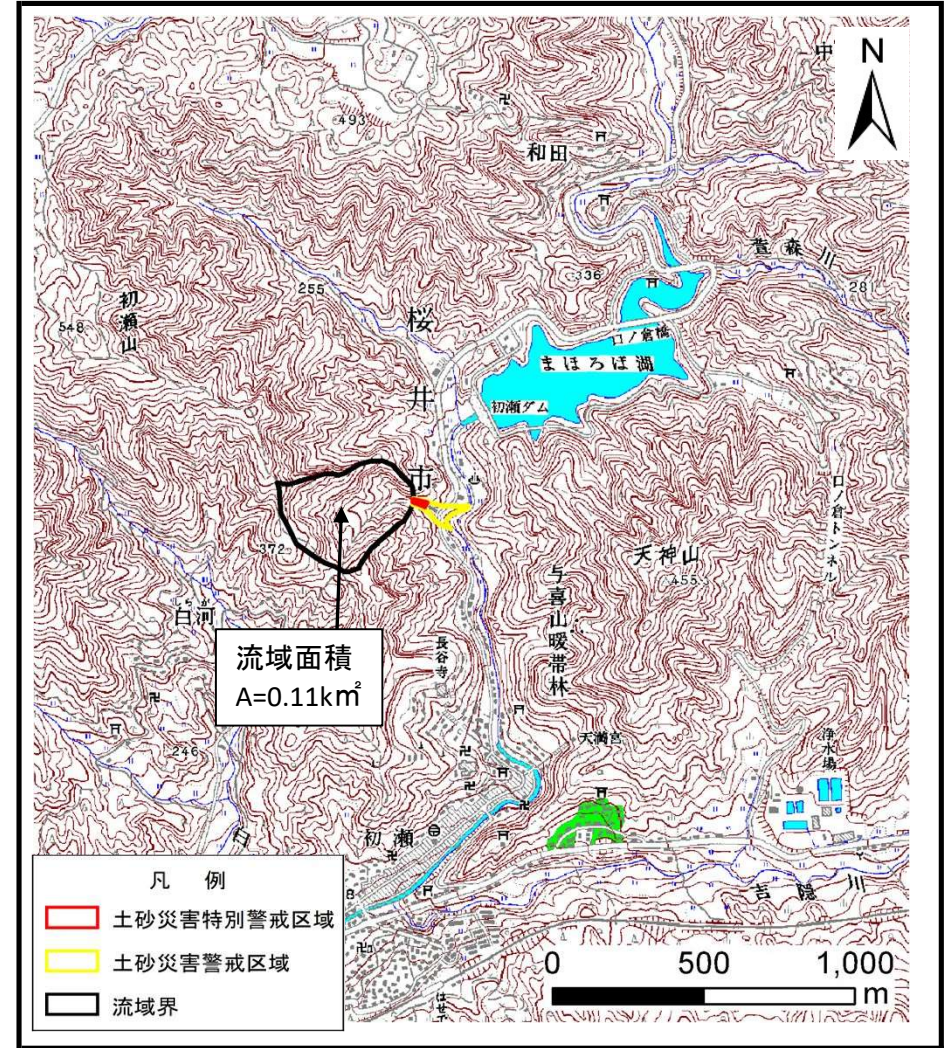 N
中
493
和田
336
萱森川
281
255
初瀬山
548
桜井市
口ノ倉橋
まほろば湖
初瀬ダム
口ノ倉トンネル
372
天神山
455
白河
与喜山暖帯林
流域面積
A=0.11k㎡
長谷寺
246
天満宮
浄水場
初瀬
白
吉隠川
凡 例
土砂災害特別警戒区域
土砂災害警戒区域
流域界
0 500 1,000
m